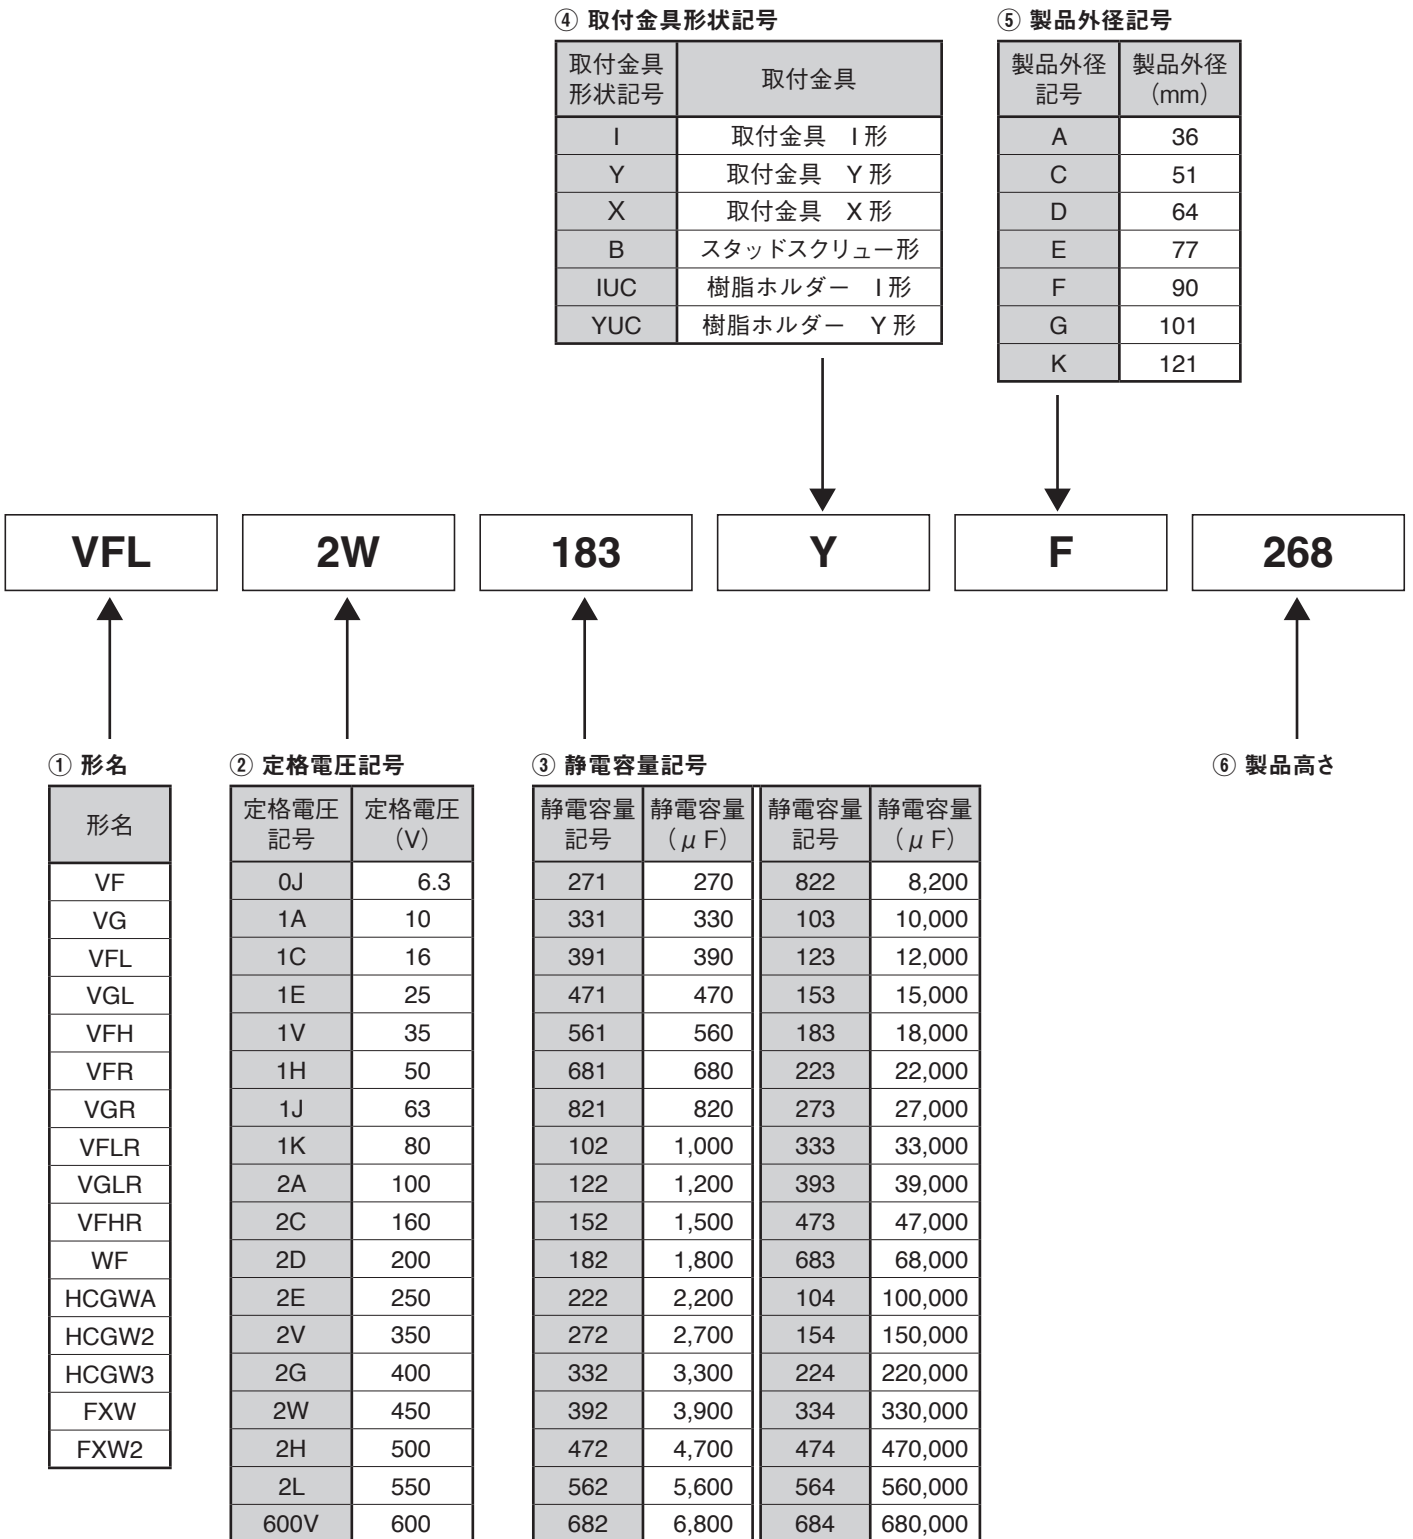 ④ 取付金具形状記号
取付金具形状記号 取付金具
I 取付金具 I 形
Y 取付金具 Y 形
X 取付金具 X 形
B スタッドスクリュー形
IUC 樹脂ホルダー I 形
YUC 樹脂ホルダー Y 形
⑤ 製品外径記号
製品外径記号 製品外径（mm）
A 36
C 51
D 64
E 77
F 90
G 101
K 121
VFL 2W 183 Y F 268
① 形名
形名
VF
VG
VFL
VGL
VFH
VFR
VGR
VFLR
VGLR
VFHR
WF
HCGWA
HCGW2
HCGW3
FXW
FXW2
② 定格電圧記号
定格電圧記号 定格電圧（V）
0J 6.3
1A 10
1C 16
1E 25
1V 35
1H 50
1J 63
1K 80
2A 100
2C 160
2D 200
2E 250
2V 350
2G 400
2W 450
2H 500
2L 550
600V 600
③ 静電容量記号
静電容量記号 静電容量（μ F） 静電容量記号 静電容量（μ F）
271 270 822 8,200
331 330 103 10,000
391 390 123 12,000
471 470 153 15,000
561 560 183 18,000
681 680 223 22,000
821 820 273 27,000
102 1,000 333 33,000
122 1,200 393 39,000
152 1,500 473 47,000
182 1,800 683 68,000
222 2,200 104 100,000
272 2,700 154 150,000
332 3,300 224 220,000
392 3,900 334 330,000
472 4,700 474 470,000
562 5,600 564 560,000
682 6,800 684 680,000
⑥ 製品高さ